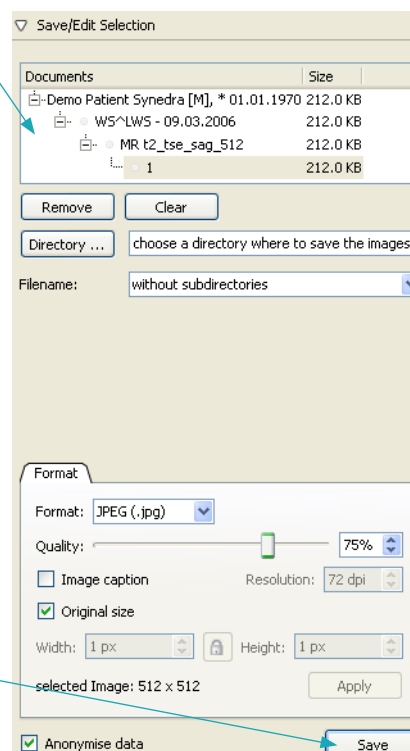 Save/Edit Selection
Documents Size
Demo Patient Synedra [M], * 01.01.1970 212.0 KB
WS^LWS - 09.03.2006 212.0 KB
MR t2_tse_sag_512 212.0 KB
1 212.0 KB
Remove Clear
Directory ... choose a directory where to save the images
Filename: without subdirectories
Format
Format: JPEG (.jpg)
Quality: 75%
Image caption Resolution: 72 dpi
Original size
Width: 1 px Height: 1 px
selected Image: 512 x 512 Apply
Anonymise data Save